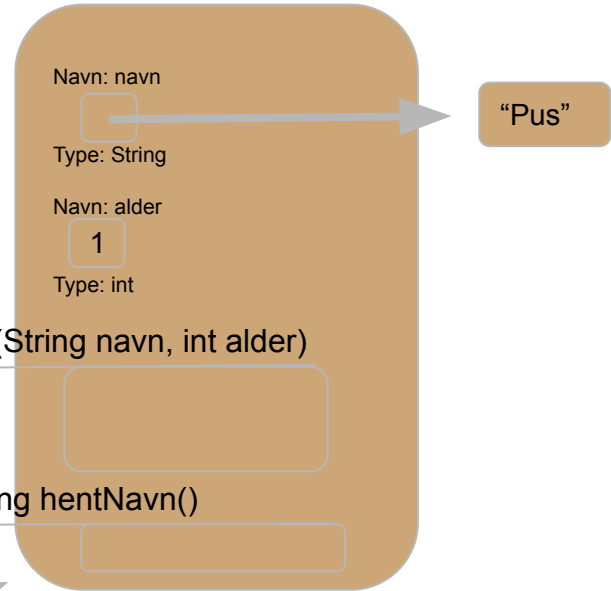 Navn: navn
“Pus”
Type: String
Navn: alder
1
Type: int
(String navn, int alder)
ng hentNavn()